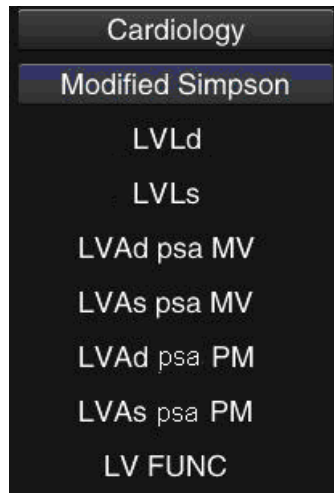 Cardiology
Modified Simpson
LVLd
LVLs
LVAd psa MV
LVAs psa MV
LVAd psa PM
LVAs psa PM
LV FUNC